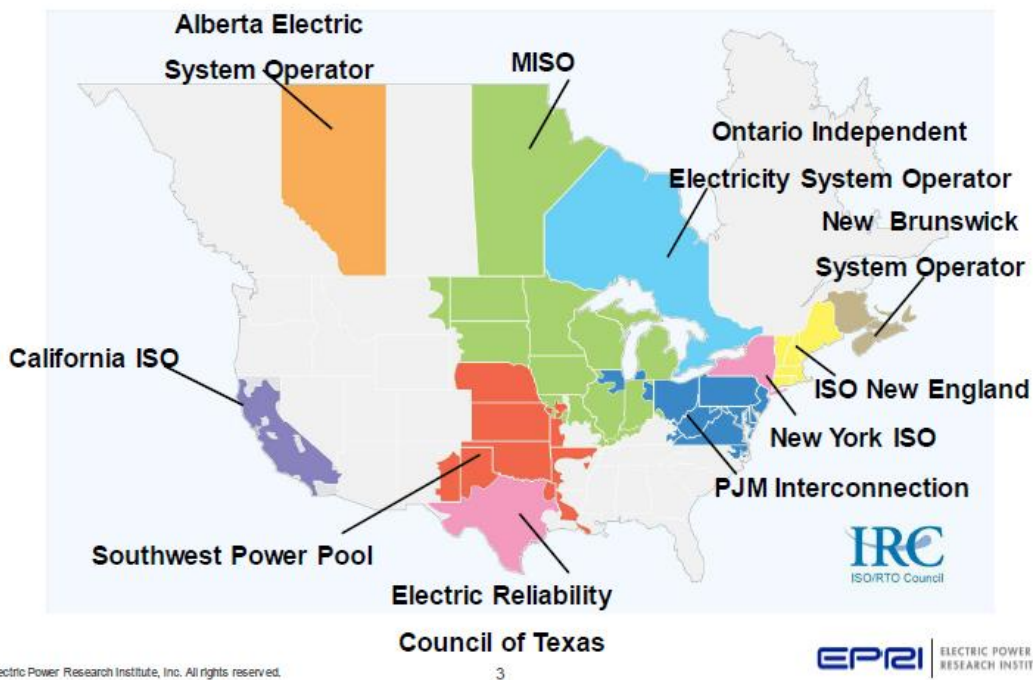 Alberta Electric
System Operator
MISO
Ontario Independent
Electricity System Operator
New Brunswick
System Operator
California ISO
ISO New England
New York ISO
PJM Interconnection
Southwest Power Pool
IRC
ISO/RTO Council
Electric Reliability
Council of Texas
ectric Power Research Institute, Inc. All rights reserved.
3
EPRI
ELECTRIC POWER
RESEARCH INSTIT